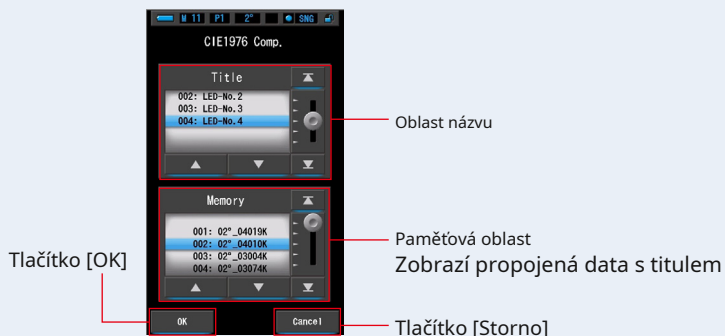 M 11 P1 2° SNG
CIE1976 Comp.
Title
002: LED-No.2
003: LED-No.3
004: LED-No.4
Oblast názvu
Memory
001: 02°_04019K
002: 02°_04010K
003: 02°_03004K
004: 02°_03074K
Paměťová oblast
Zobrazí propojená data s titulem
Tlačítko [OK]
OK
Cancel
Tlačítko [Storno]